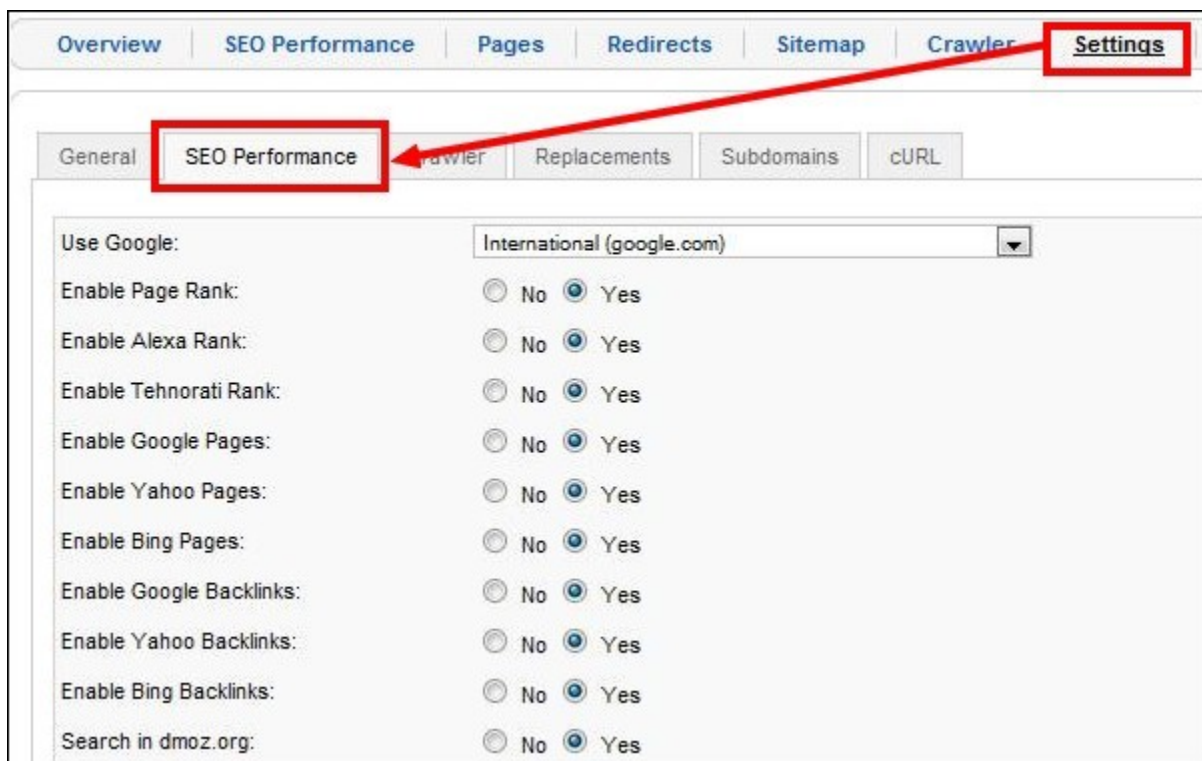 Overview SEO Performance Pages Redirects Sitemap Crawler Settings
General SEO Performance Crawler Replacements Subdomains cURL
Use Google: International (google.com)
Enable Page Rank: No Yes
Enable Alexa Rank: No Yes
Enable Tehnorati Rank: No Yes
Enable Google Pages: No Yes
Enable Yahoo Pages: No Yes
Enable Bing Pages: No Yes
Enable Google Backlinks: No Yes
Enable Yahoo Backlinks: No Yes
Enable Bing Backlinks: No Yes
Search in dmoz.org: No Yes